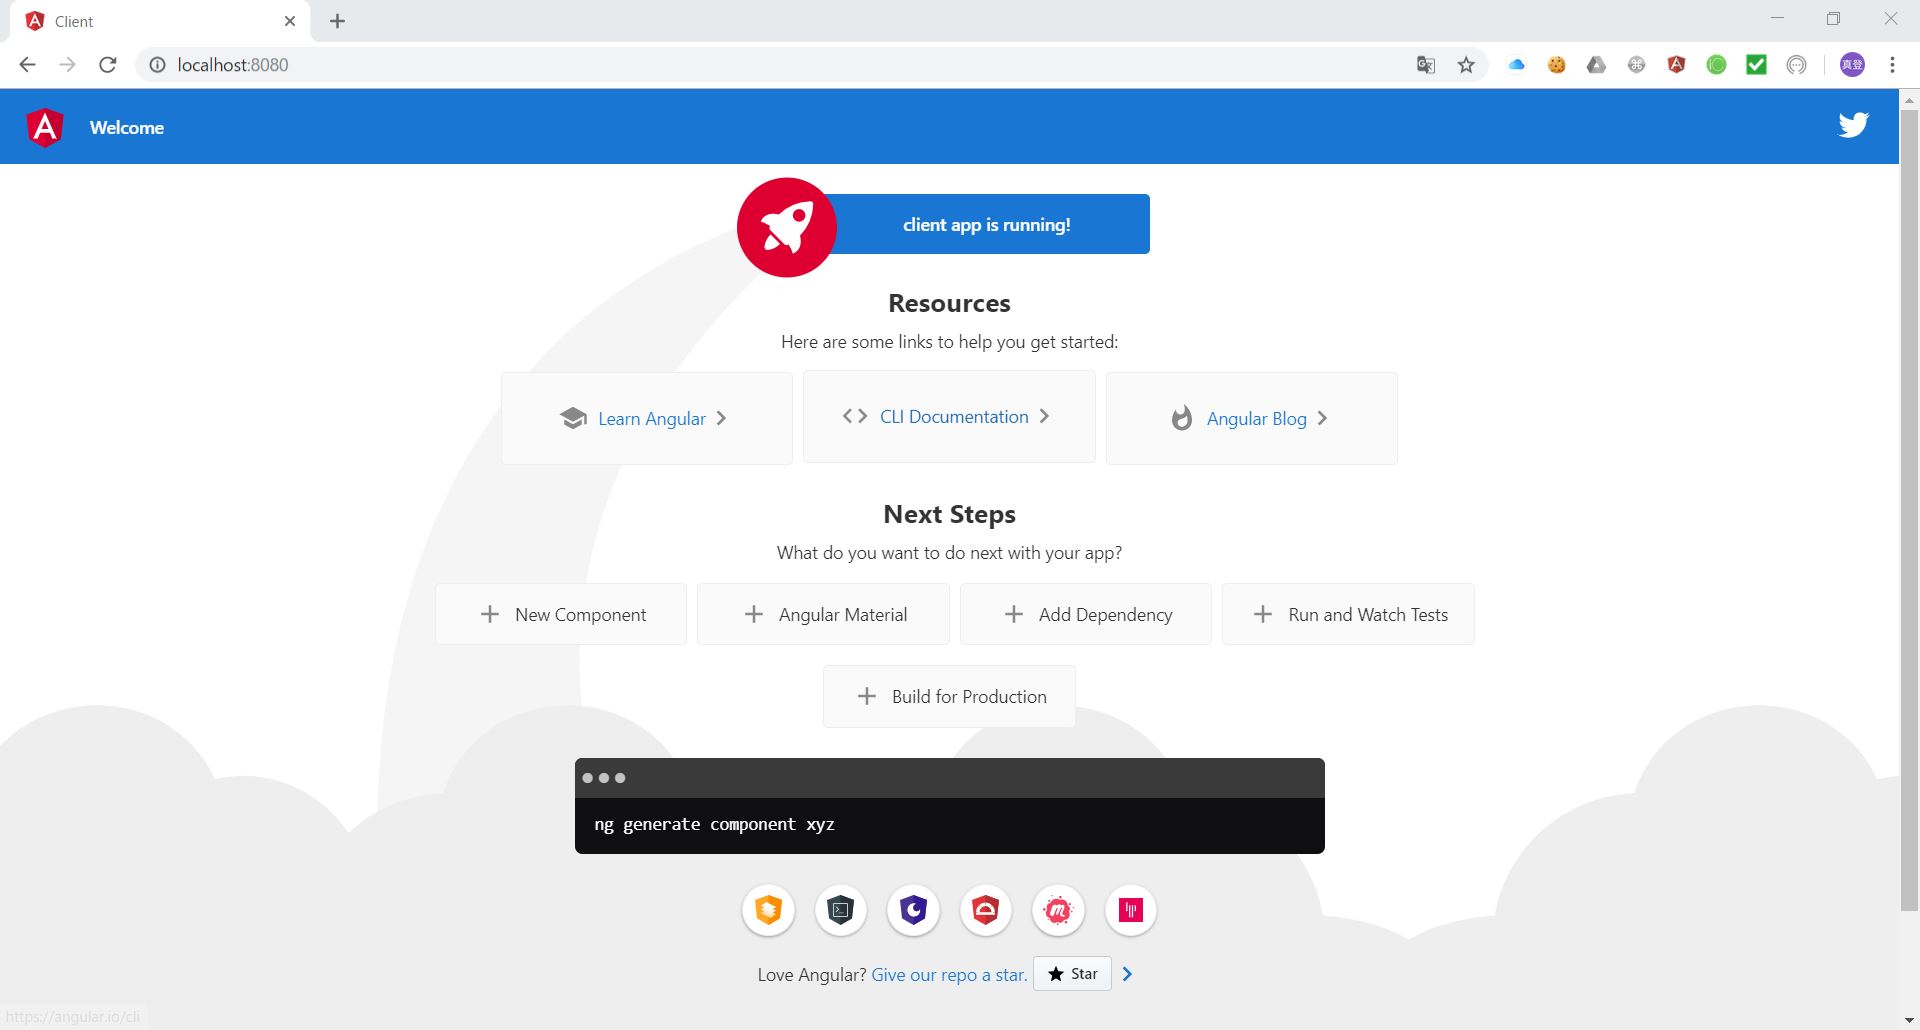 Client
localhost:8080
真登
Welcome
client app is running!
Resources
Here are some links to help you get started:
Learn Angular
CLI Documentation
Angular Blog
Next Steps
What do you want to do next with your app?
New Component
Angular Material
Add Dependency
Run and Watch Tests
Build for Production
ng generate component xyz
Love Angular? Give our repo a star. Star
https://angular.io/cli